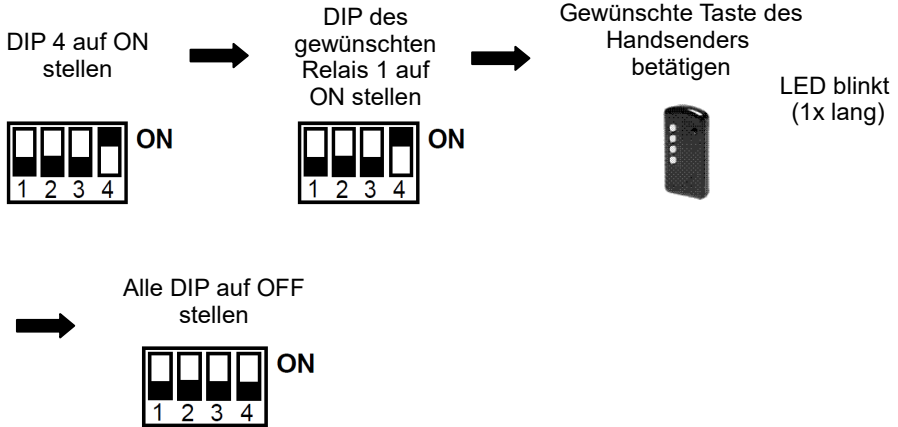 DIP 4 auf ON
stellen
ON
1 2 3 4
DIP des
gewünschten
Relais 1 auf
ON stellen
ON
1 2 3 4
Gewünschte Taste des
Handsenders
betätigen
LED blinkt
(1x lang)
Alle DIP auf OFF
stellen
ON
1 2 3 4